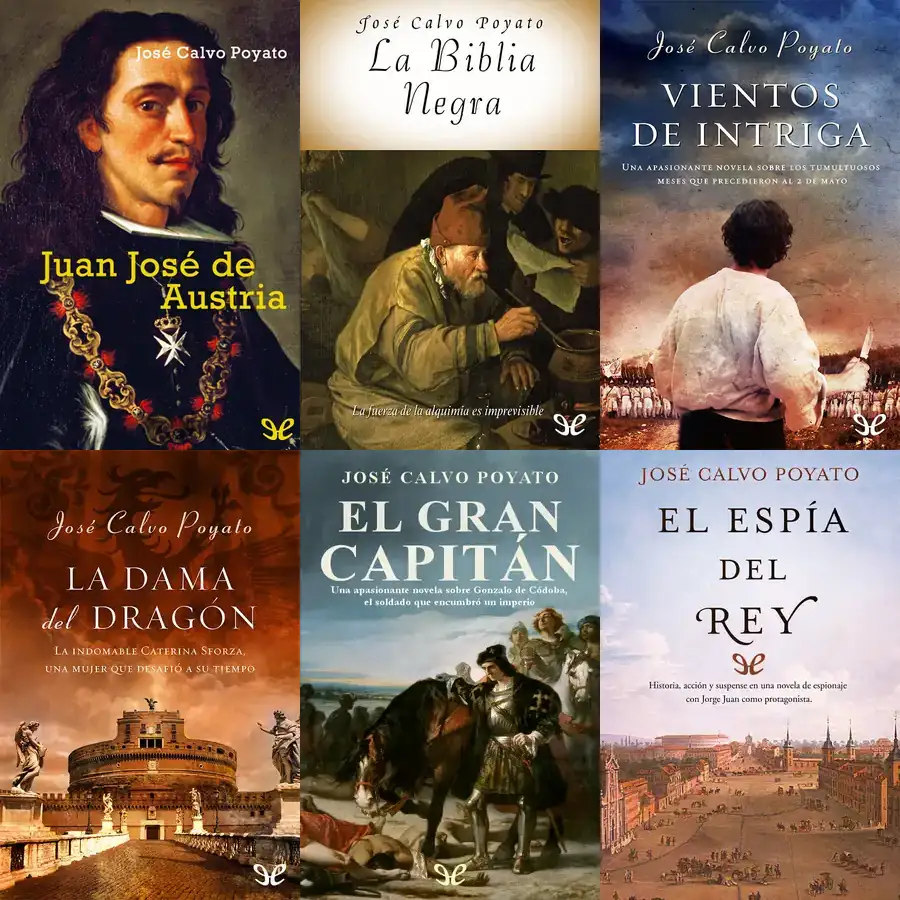 José Calvo Poyato
Juan José de
Austria
José Calvo Poyato
La Biblia
Negra
La fuerza de la alquimia es imprevisible
José Calvo Poyato
VIENTOS
DE INTRIGA
UNA APASIONANTE NOVELA SOBRE LOS TUMULTUOSOS
MESES QUE PRECEDIERON AL 2 DE MAYO
José Calvo Poyato
LA DAMA
del DRAGÓN
LA INDOMABLE CATERINA SFORZA,
UNA MUJER QUE DESAFIÓ A SU TIEMPO
JOSÉ CALVO POYATO
EL GRAN
CAPITÁN
Una apasionante novela sobre Gonzalo de Códoba,
el soldado que encumbró un imperio
JOSÉ CALVO POYATO
EL ESPÍA
DEL
REY
Historia, acción y suspense en una novela de espionaje
con Jorge Juan como protagonista.